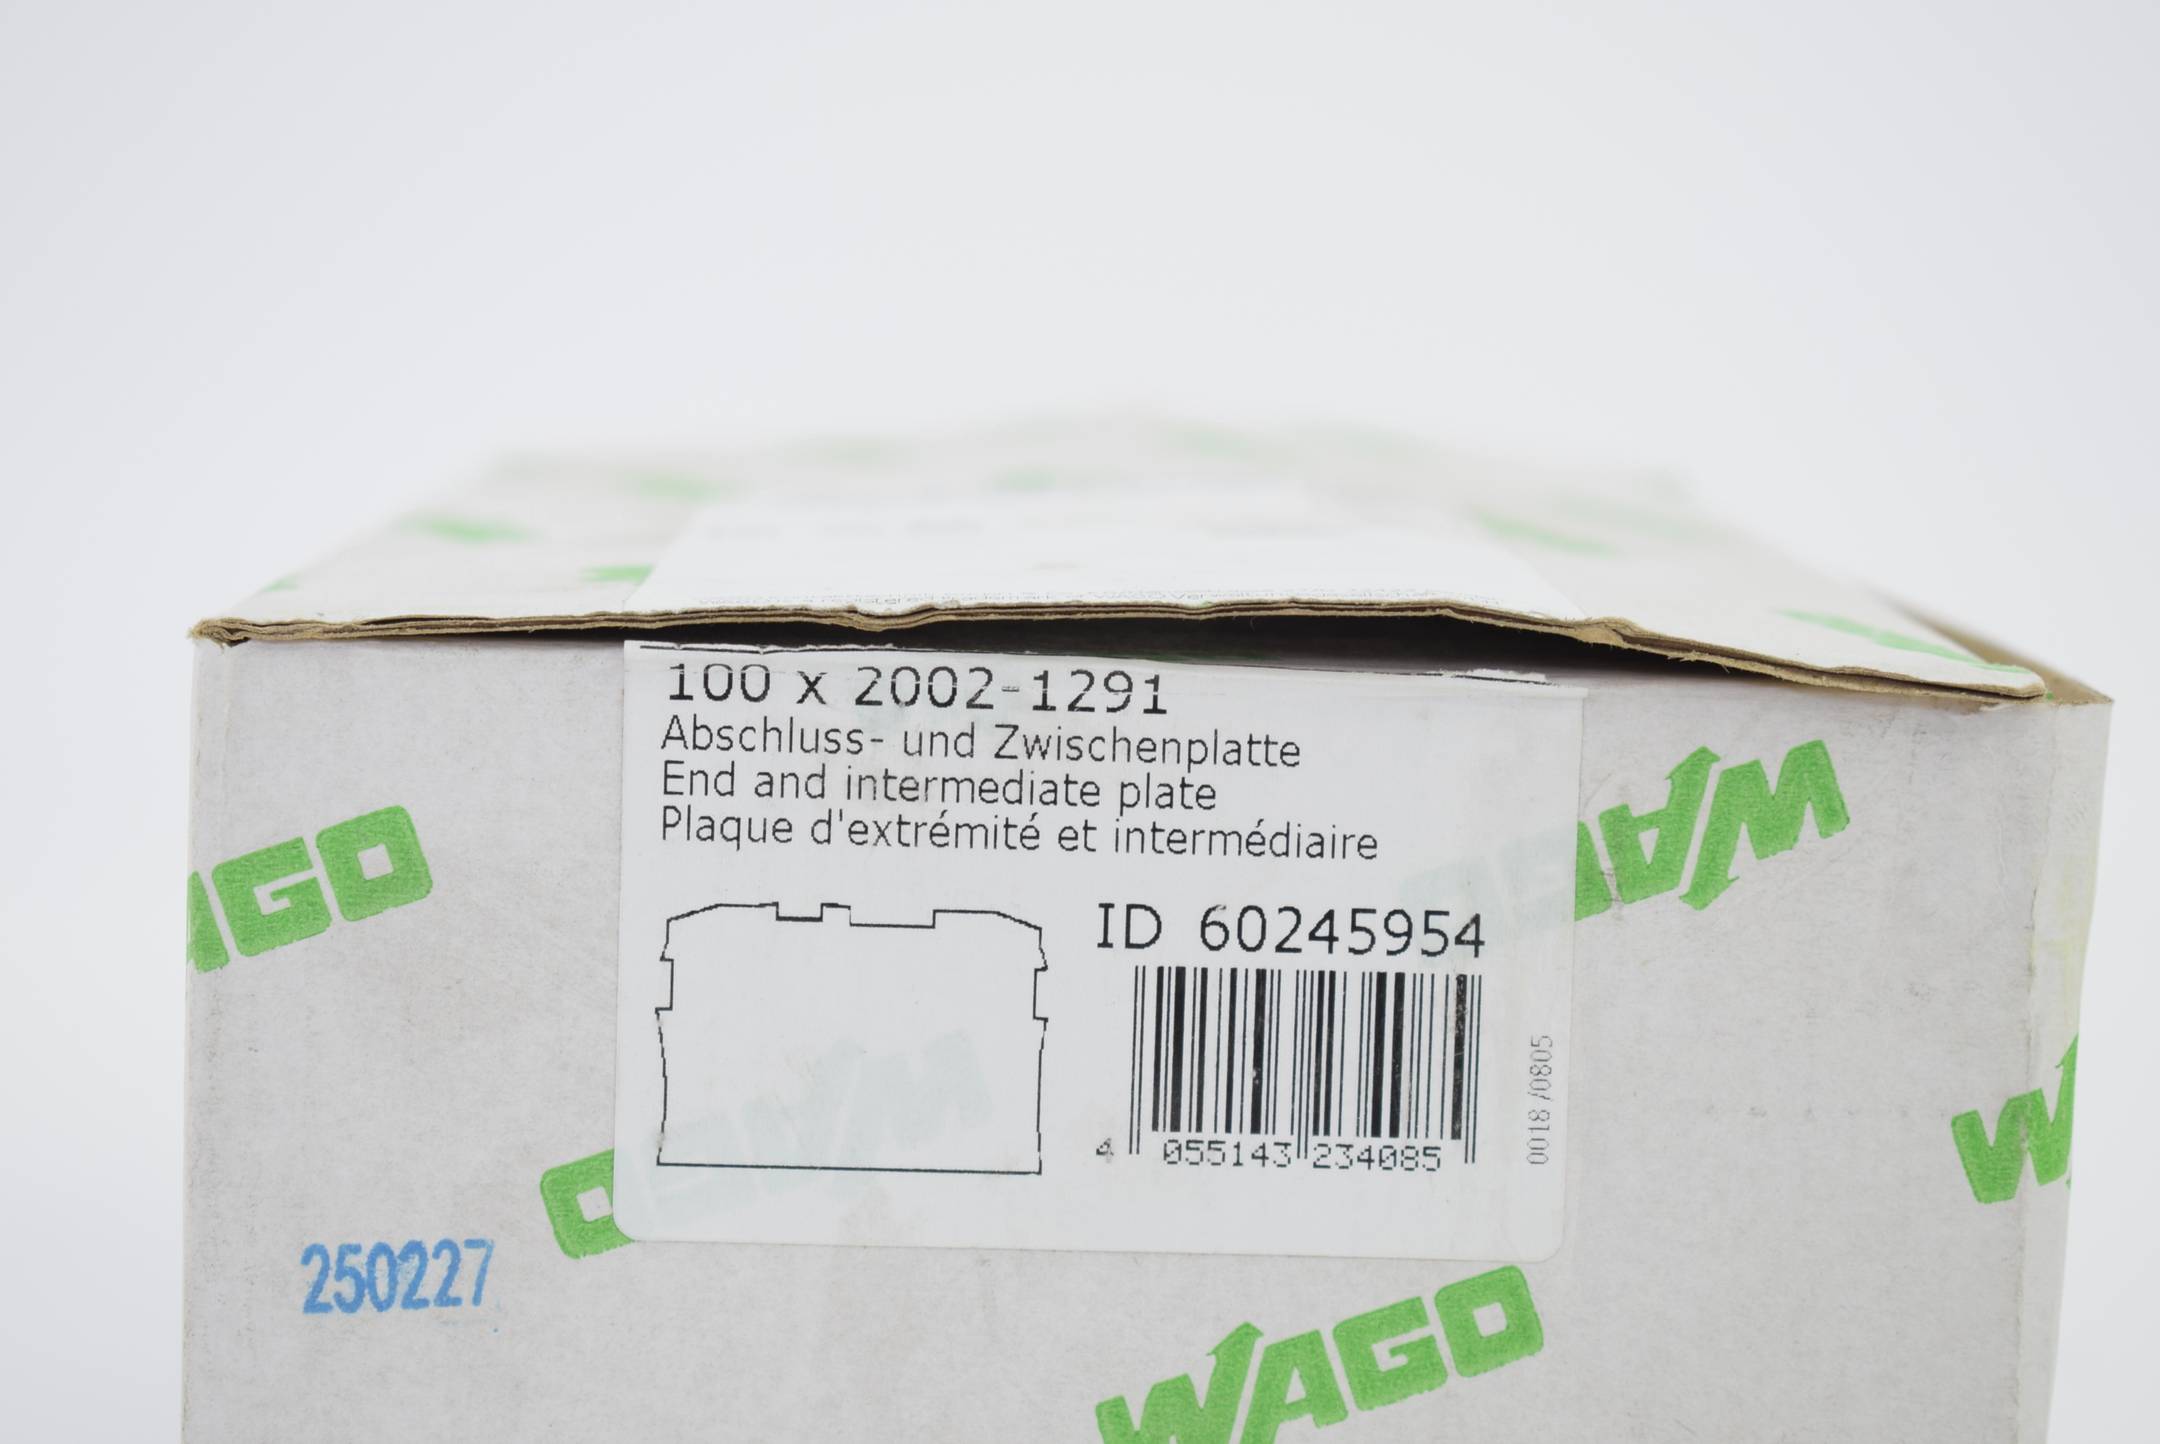 100 x 2002-1291
Abschluss- und Zwischenplatte
End and intermediate plate
Plaque d'extrémité et intermédiaire
ID 60245954
4 055143 234085
0018 /0805
WAGO
AGO
WAGO
WAGO
250227
WAGO